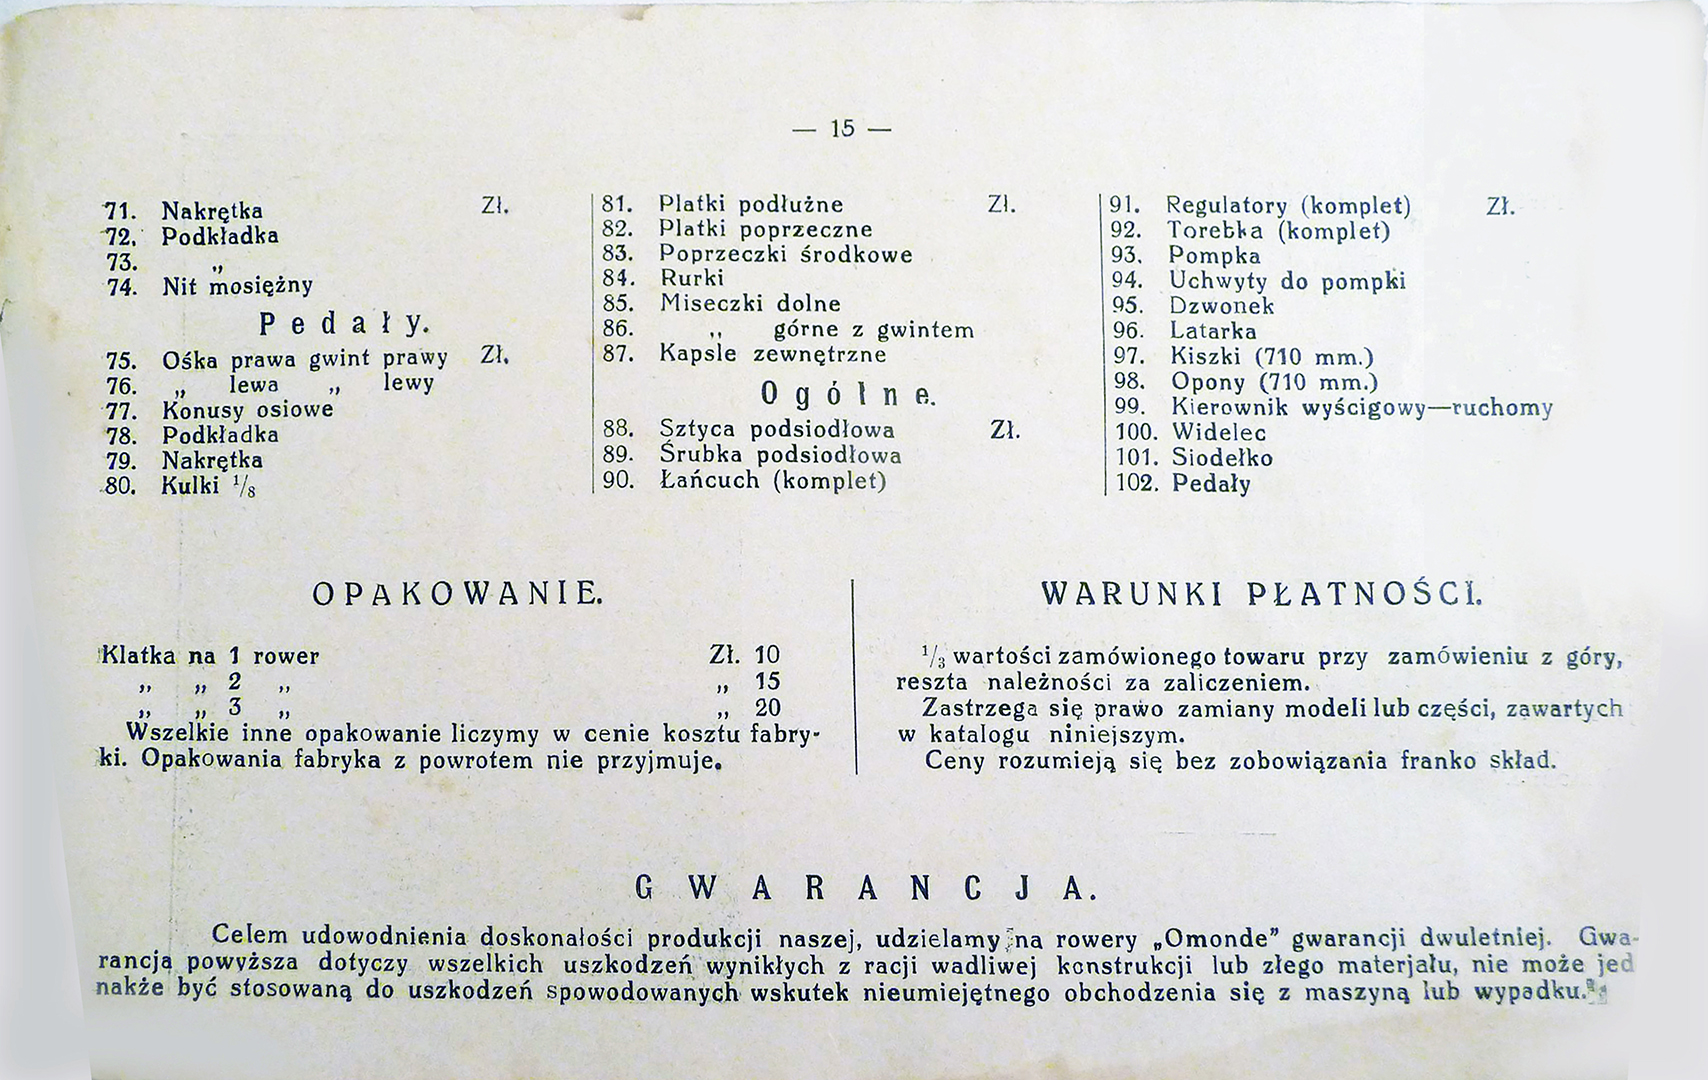 — 15 —
71. Nakrętka Zł.
72. Podkładka
73. „
74. Nit mosiężny
Pedały.
75. Ośka prawa gwint prawy Zł.
76. „ lewa „ lewy
77. Konusy osiowe
78. Podkładka
79. Nakrętka
80. Kulki 1/8
81. Płatki podłużne Zł.
82. Płatki poprzeczne
83. Poprzeczki środkowe
84. Rurki
85. Miseczki dolne
86. „ górne z gwintem
87. Kapsle zewnętrzne
Ogólne.
88. Sztyca podsiodłowa Zł.
89. Śrubka podsiodłowa
90. Łańcuch (komplet)
91. Regulatory (komplet) Zł.
92. Torebka (komplet)
93. Pompka
94. Uchwyty do pompki
95. Dzwonek
96. Latarka
97. Kiszki (710 mm.)
98. Opony (710 mm.)
99. Kierownik wyścigowy—ruchomy
100. Widelec
101. Siodełko
102. Pedały
OPAKOWANIE.
Klatka na 1 rower Zł. 10
„ „ 2 „ „ 15
„ „ 3 „ „ 20
Wszelkie inne opakowanie liczymy w cenie kosztu fabry-
ki. Opakowania fabryka z powrotem nie przyjmuje.
WARUNKI PŁATNOŚCI.
1/3 wartości zamówionego towaru przy zamówieniu z góry,
reszta należności za zaliczeniem.
Zastrzega się prawo zamiany modeli lub części, zawartych
w katalogu niniejszym.
Ceny rozumieją się bez zobowiązania franko skład.
GWARANCJA.
Celem udowodnienia doskonałości produkcji naszej, udzielamy na rowery „Omonde” gwarancji dwuletniej. Gwa-
rancja powyższa dotyczy wszelkich uszkodzeń wynikłych z racji wadliwej konstrukcji lub złego materjału, nie może jed
nakże być stosowaną do uszkodzeń spowodowanych wskutek nieumiejętnego obchodzenia się z maszyną lub wypadku.